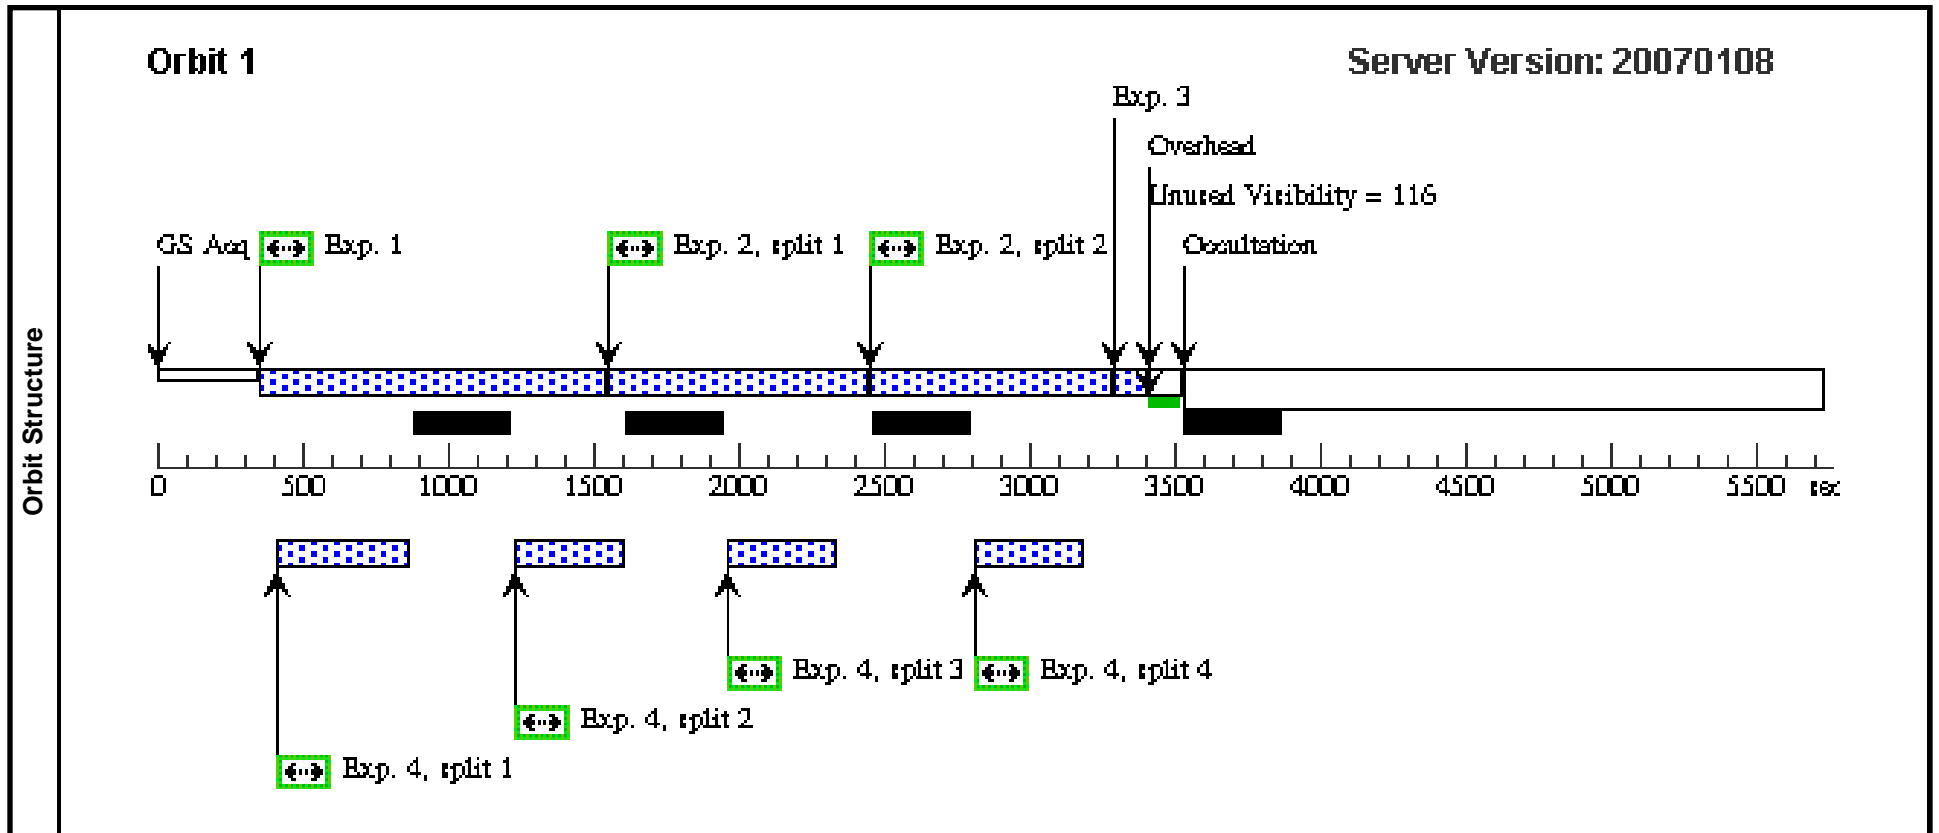 Orbit 1
Server Version: 20070108
Exp. 3
Overhead
Unused Visibility = 116
GS Acq
Exp. 1
Exp. 2, split 1
Exp. 2, split 2
Occultation
Orbit Structure
0 500 1000 1500 2000 2500 3000 3500 4000 4500 5000 5500 sec
Exp. 4, split 3
Exp. 4, split 4
Exp. 4, split 2
Exp. 4, split 1